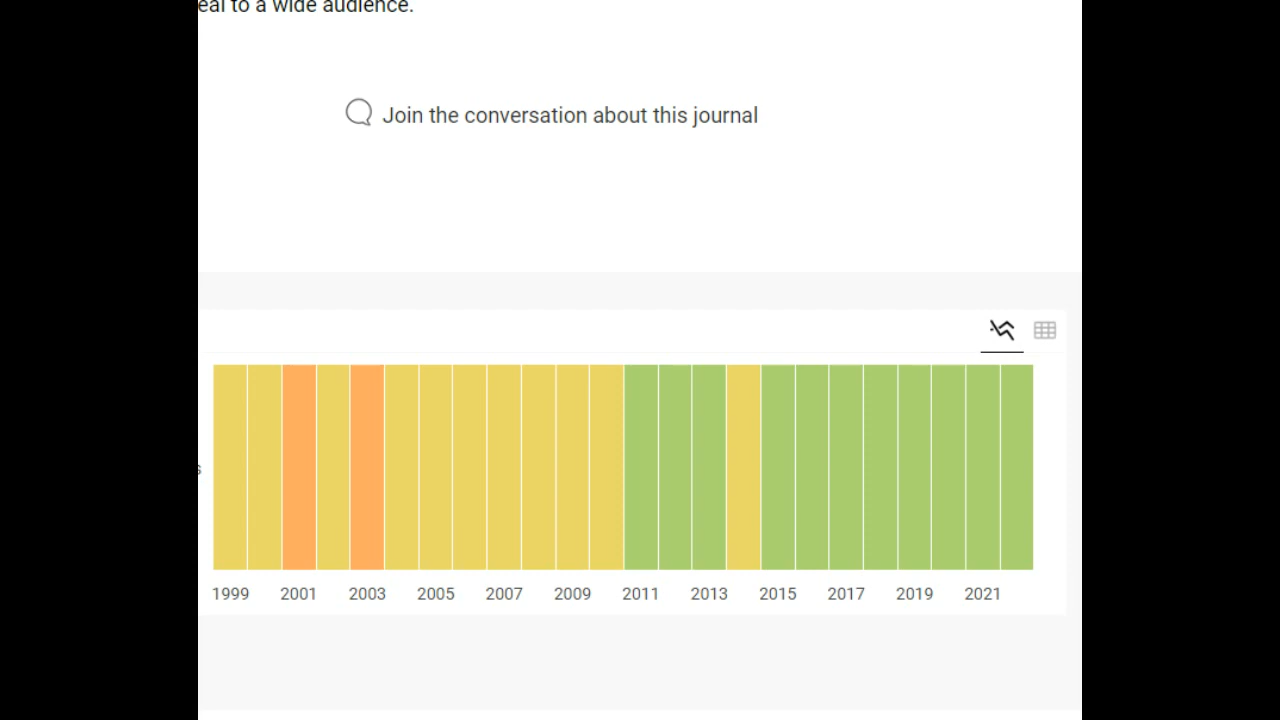 to a wide audience.
Join the conversation about this journal
1999 2001 2003 2005 2007 2009 2011 2013 2015 2017 2019 2021